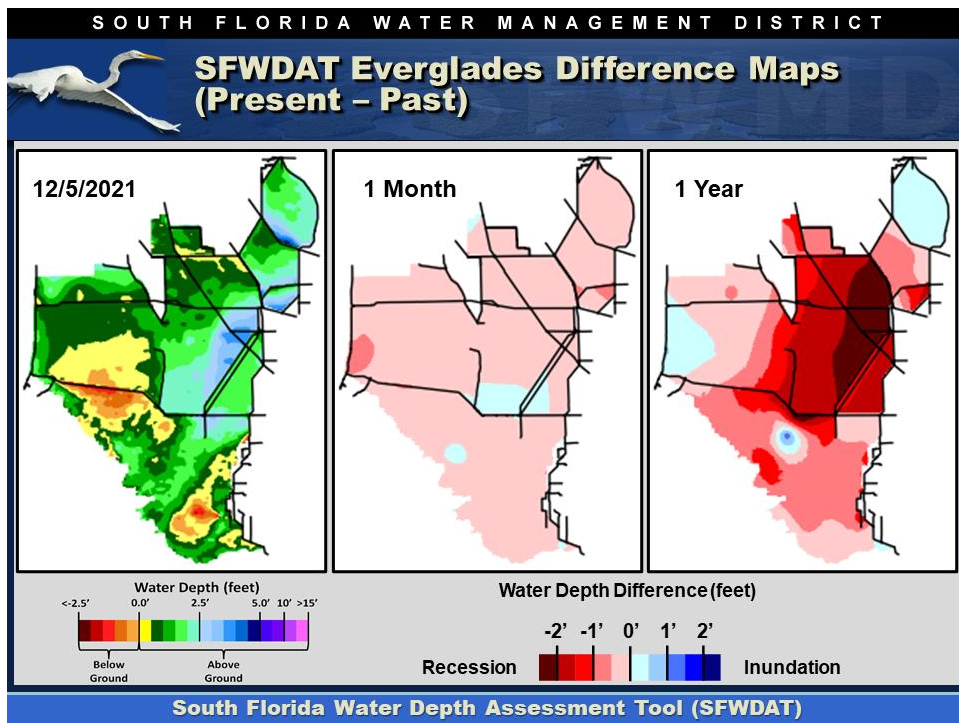 SOUTH FLORIDA WATER MANAGEMENT DISTRICT
SFWDAT Everglades Difference Maps
(Present – Past)
SFWMD
12/5/2021
1 Month
1 Year
Water Depth (feet)
<-2.5’ 0.0’ 2.5’ 5.0’ 10’ >15’
Below Ground
Above Ground
Water Depth Difference (feet)
-2’ -1’ 0’ 1’ 2’
Recession
Inundation
South Florida Water Depth Assessment Tool (SFWDAT)